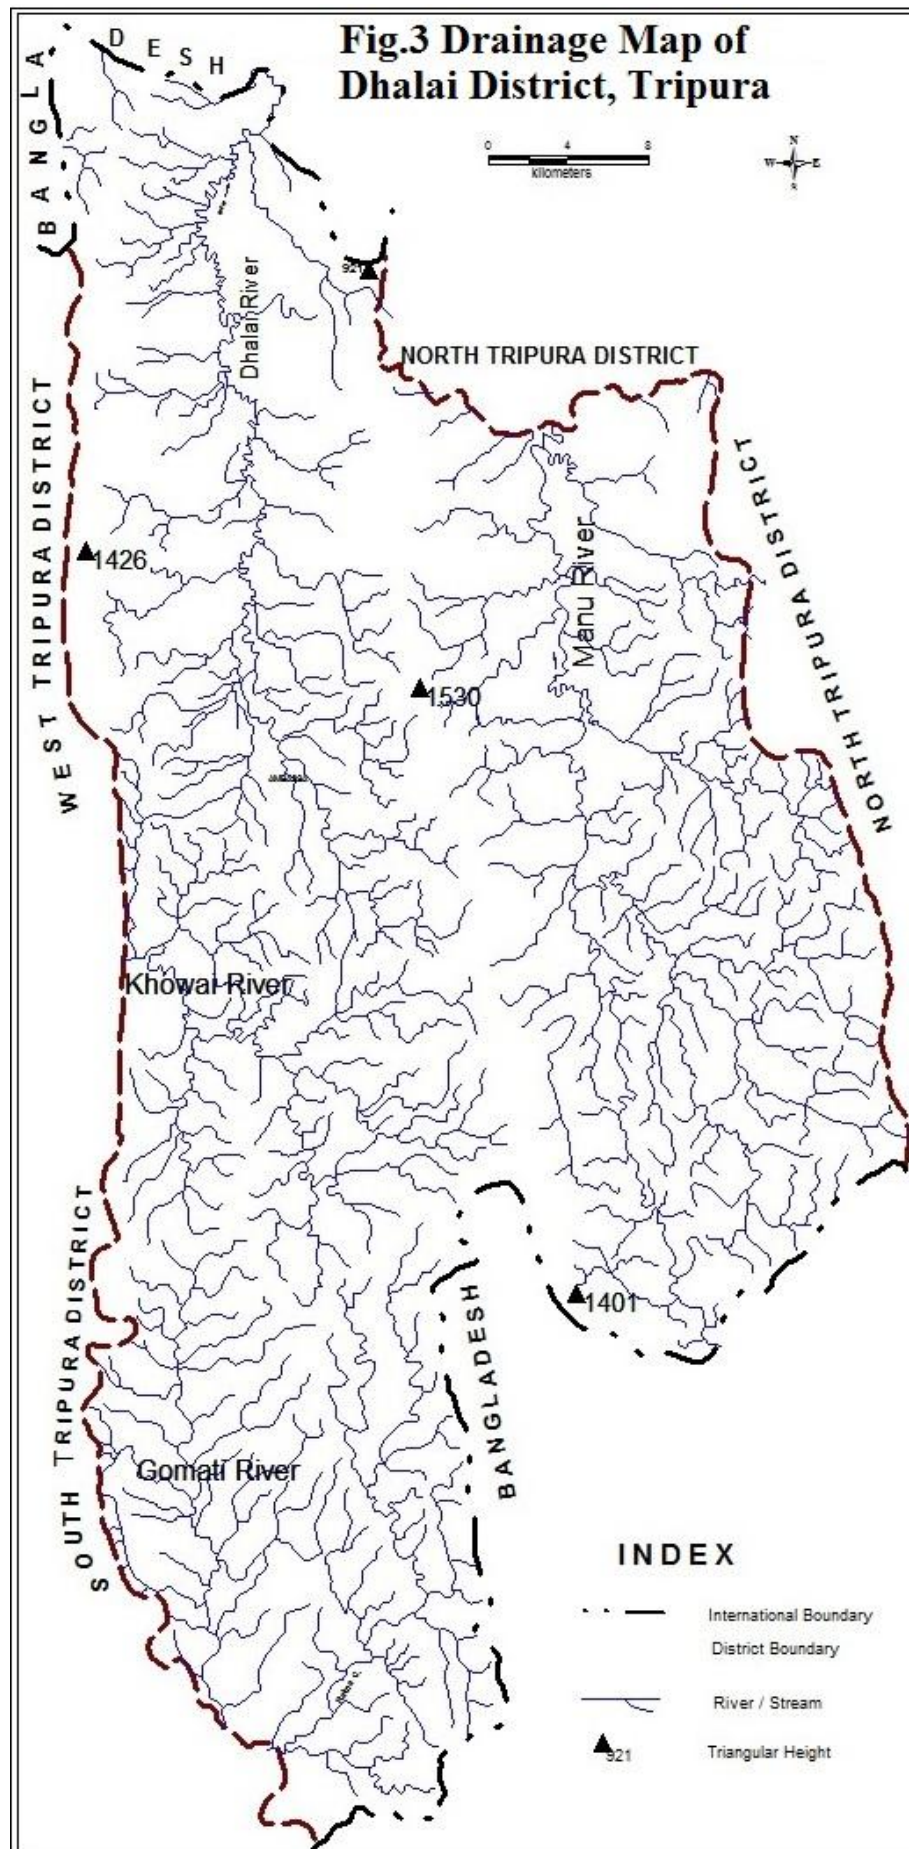 Fig.3 Drainage Map of
Dhalai District, Tripura
BANGLA DESH
0 4 8
kilometers
N
W E
S
921
Dhalai River
NORTH TRIPURA DISTRICT
WEST TRIPURA DISTRICT
NORTH TRIPURA DISTRICT
1426
Manu River
1530
Khowai River
SOUTH TRIPURA DISTRICT
BANGLADESH
1401
Gomati River
INDEX
International Boundary
District Boundary
River / Stream
921
Triangular Height